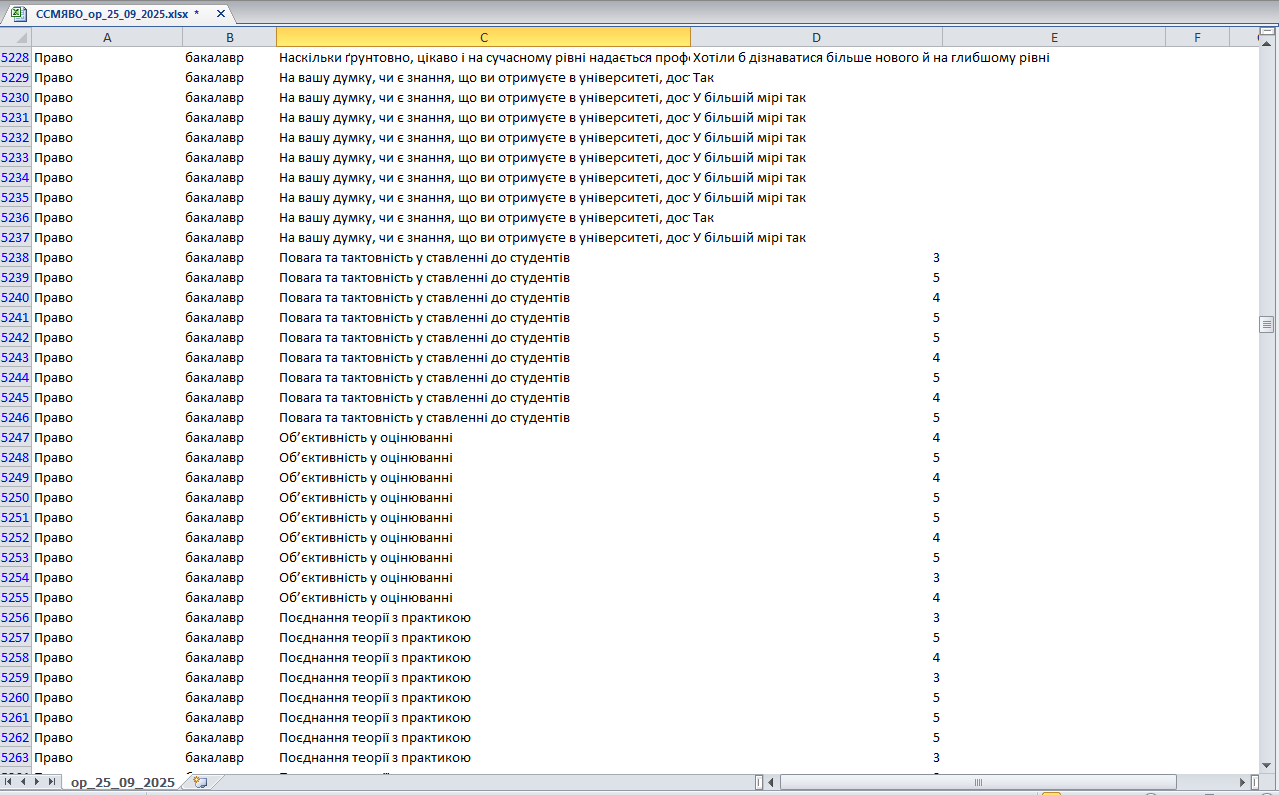 ССМЯВО_op_25_09_2025.xlsx *
A B C D E F
5228 Право бакалавр Наскільки ґрунтовно, цікаво і на сучасному рівні надається проф Хотіли б дізнаватися більше нового й на глибшому рівні
5229 Право бакалавр На вашу думку, чи є знання, що ви отримуєте в університеті, дос Так
5230 Право бакалавр На вашу думку, чи є знання, що ви отримуєте в університеті, дос У більшій мірі так
5231 Право бакалавр На вашу думку, чи є знання, що ви отримуєте в університеті, дос У більшій мірі так
5232 Право бакалавр На вашу думку, чи є знання, що ви отримуєте в університеті, дос У більшій мірі так
5233 Право бакалавр На вашу думку, чи є знання, що ви отримуєте в університеті, дос У більшій мірі так
5234 Право бакалавр На вашу думку, чи є знання, що ви отримуєте в університеті, дос У більшій мірі так
5235 Право бакалавр На вашу думку, чи є знання, що ви отримуєте в університеті, дос У більшій мірі так
5236 Право бакалавр На вашу думку, чи є знання, що ви отримуєте в університеті, дос Так
5237 Право бакалавр На вашу думку, чи є знання, що ви отримуєте в університеті, дос У більшій мірі так
5238 Право бакалавр Повага та тактовність у ставленні до студентів 3
5239 Право бакалавр Повага та тактовність у ставленні до студентів 5
5240 Право бакалавр Повага та тактовність у ставленні до студентів 4
5241 Право бакалавр Повага та тактовність у ставленні до студентів 5
5242 Право бакалавр Повага та тактовність у ставленні до студентів 5
5243 Право бакалавр Повага та тактовність у ставленні до студентів 4
5244 Право бакалавр Повага та тактовність у ставленні до студентів 5
5245 Право бакалавр Повага та тактовність у ставленні до студентів 4
5246 Право бакалавр Повага та тактовність у ставленні до студентів 5
5247 Право бакалавр Об’єктивність у оцінюванні 4
5248 Право бакалавр Об’єктивність у оцінюванні 5
5249 Право бакалавр Об’єктивність у оцінюванні 4
5250 Право бакалавр Об’єктивність у оцінюванні 5
5251 Право бакалавр Об’єктивність у оцінюванні 5
5252 Право бакалавр Об’єктивність у оцінюванні 4
5253 Право бакалавр Об’єктивність у оцінюванні 5
5254 Право бакалавр Об’єктивність у оцінюванні 3
5255 Право бакалавр Об’єктивність у оцінюванні 4
5256 Право бакалавр Поєднання теорії з практикою 3
5257 Право бакалавр Поєднання теорії з практикою 5
5258 Право бакалавр Поєднання теорії з практикою 4
5259 Право бакалавр Поєднання теорії з практикою 3
5260 Право бакалавр Поєднання теорії з практикою 5
5261 Право бакалавр Поєднання теорії з практикою 5
5262 Право бакалавр Поєднання теорії з практикою 5
5263 Право бакалавр Поєднання теорії з практикою 3
op_25_09_2025